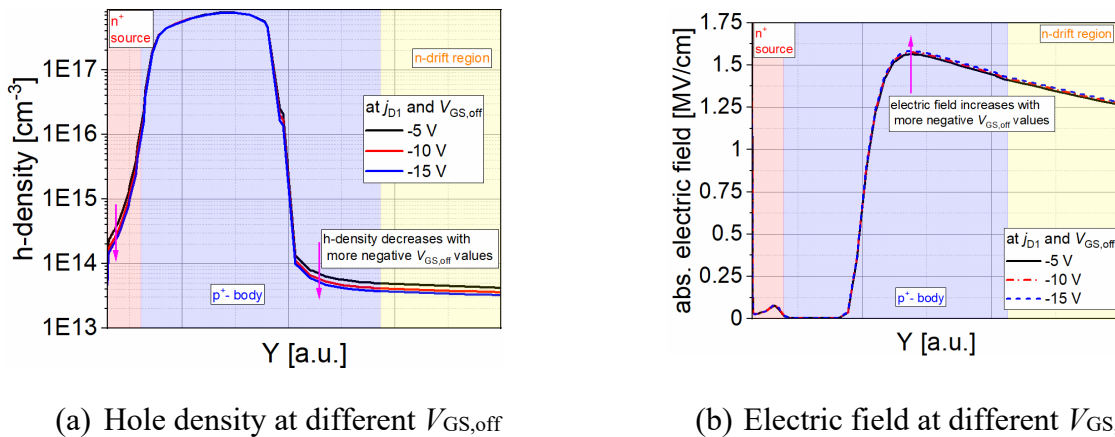 n+
source
n-drift region
at jD1 and VGS,off
-5 V
-10 V
-15 V
h-density decreases with
more negative VGS,off values
p+- body
1E17
1E16
1E15
1E14
1E13
h-density [cm-3]
Y [a.u.]
(a) Hole density at different VGS,off
n+
source
n-drift region
electric field increases with
more negative VGS,off values
at jD1 and VGS,off
-5 V
-10 V
-15 V
p+- body
1.75
1.5
1.25
1
0.75
0.5
0.25
0
abs. electric field [MV/cm]
Y [a.u.]
(b) Electric field at different VGS